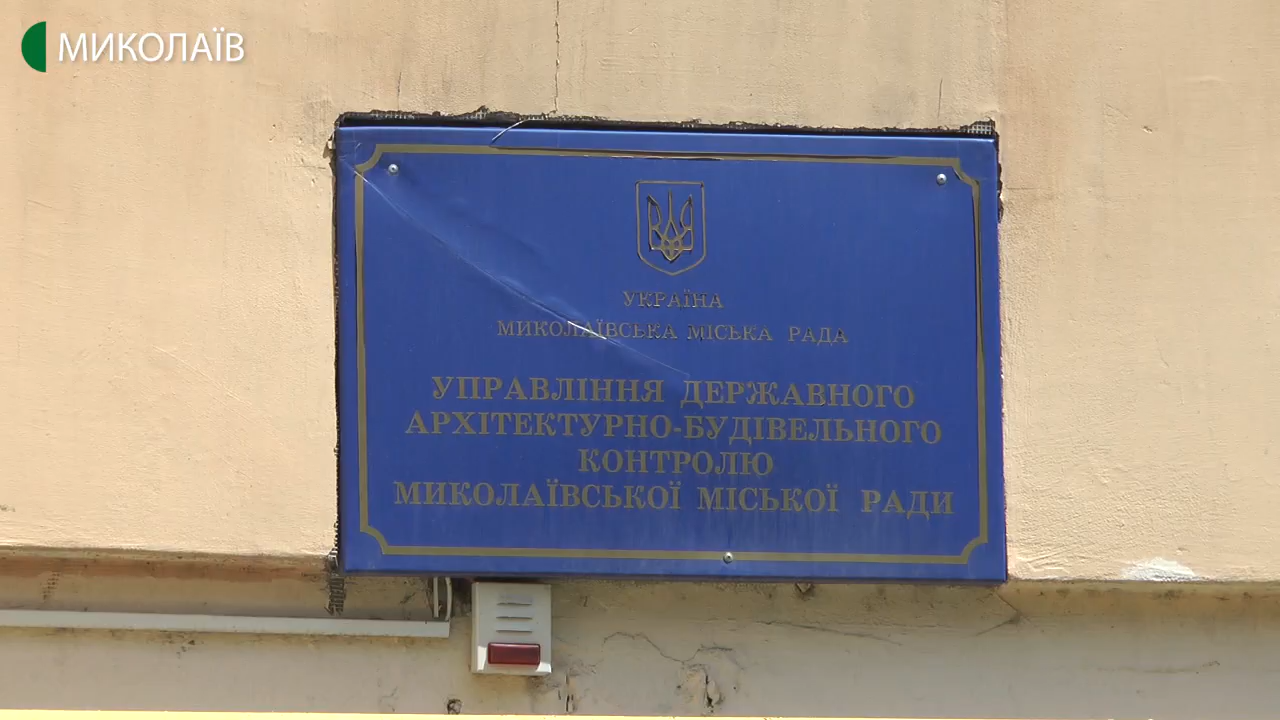 МИКОЛАЇВ
УКРАЇНА
МИКОЛАЇВСЬКА МІСЬКА РАДА
УПРАВЛІННЯ ДЕРЖАВНОГО
АРХІТЕКТУРНО-БУДІВЕЛЬНОГО
КОНТРОЛЮ
МИКОЛАЇВСЬКОЇ МІСЬКОЇ РАДИ